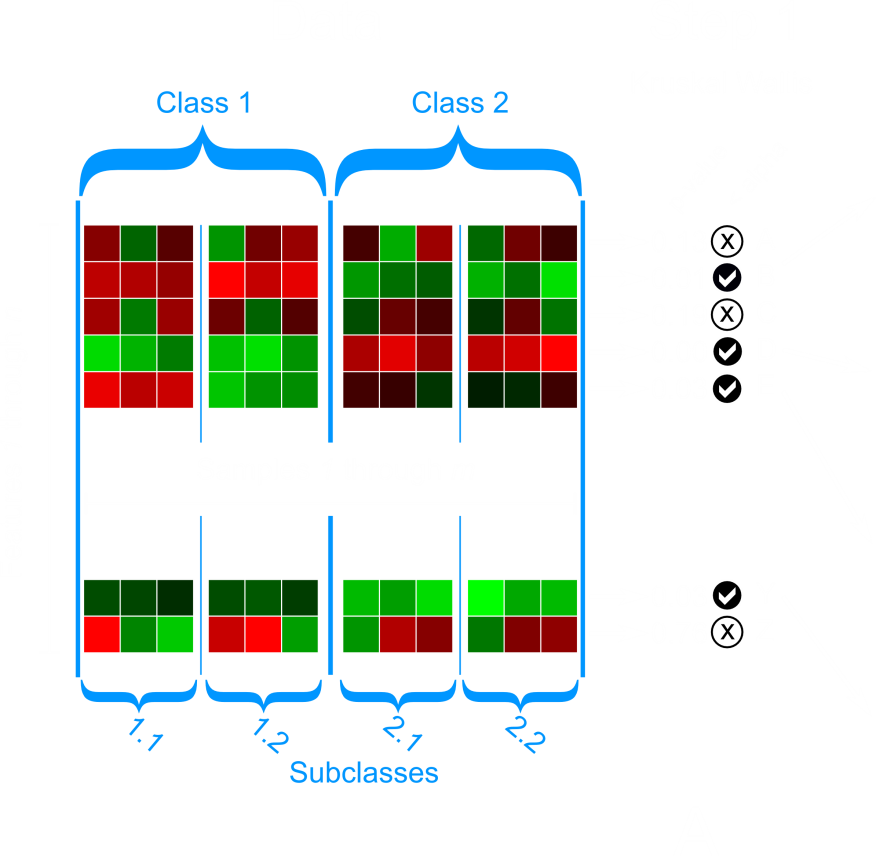 Class 1 Class 2
X
X
X
1.1 1.2 2.1 2.2
Subclasses